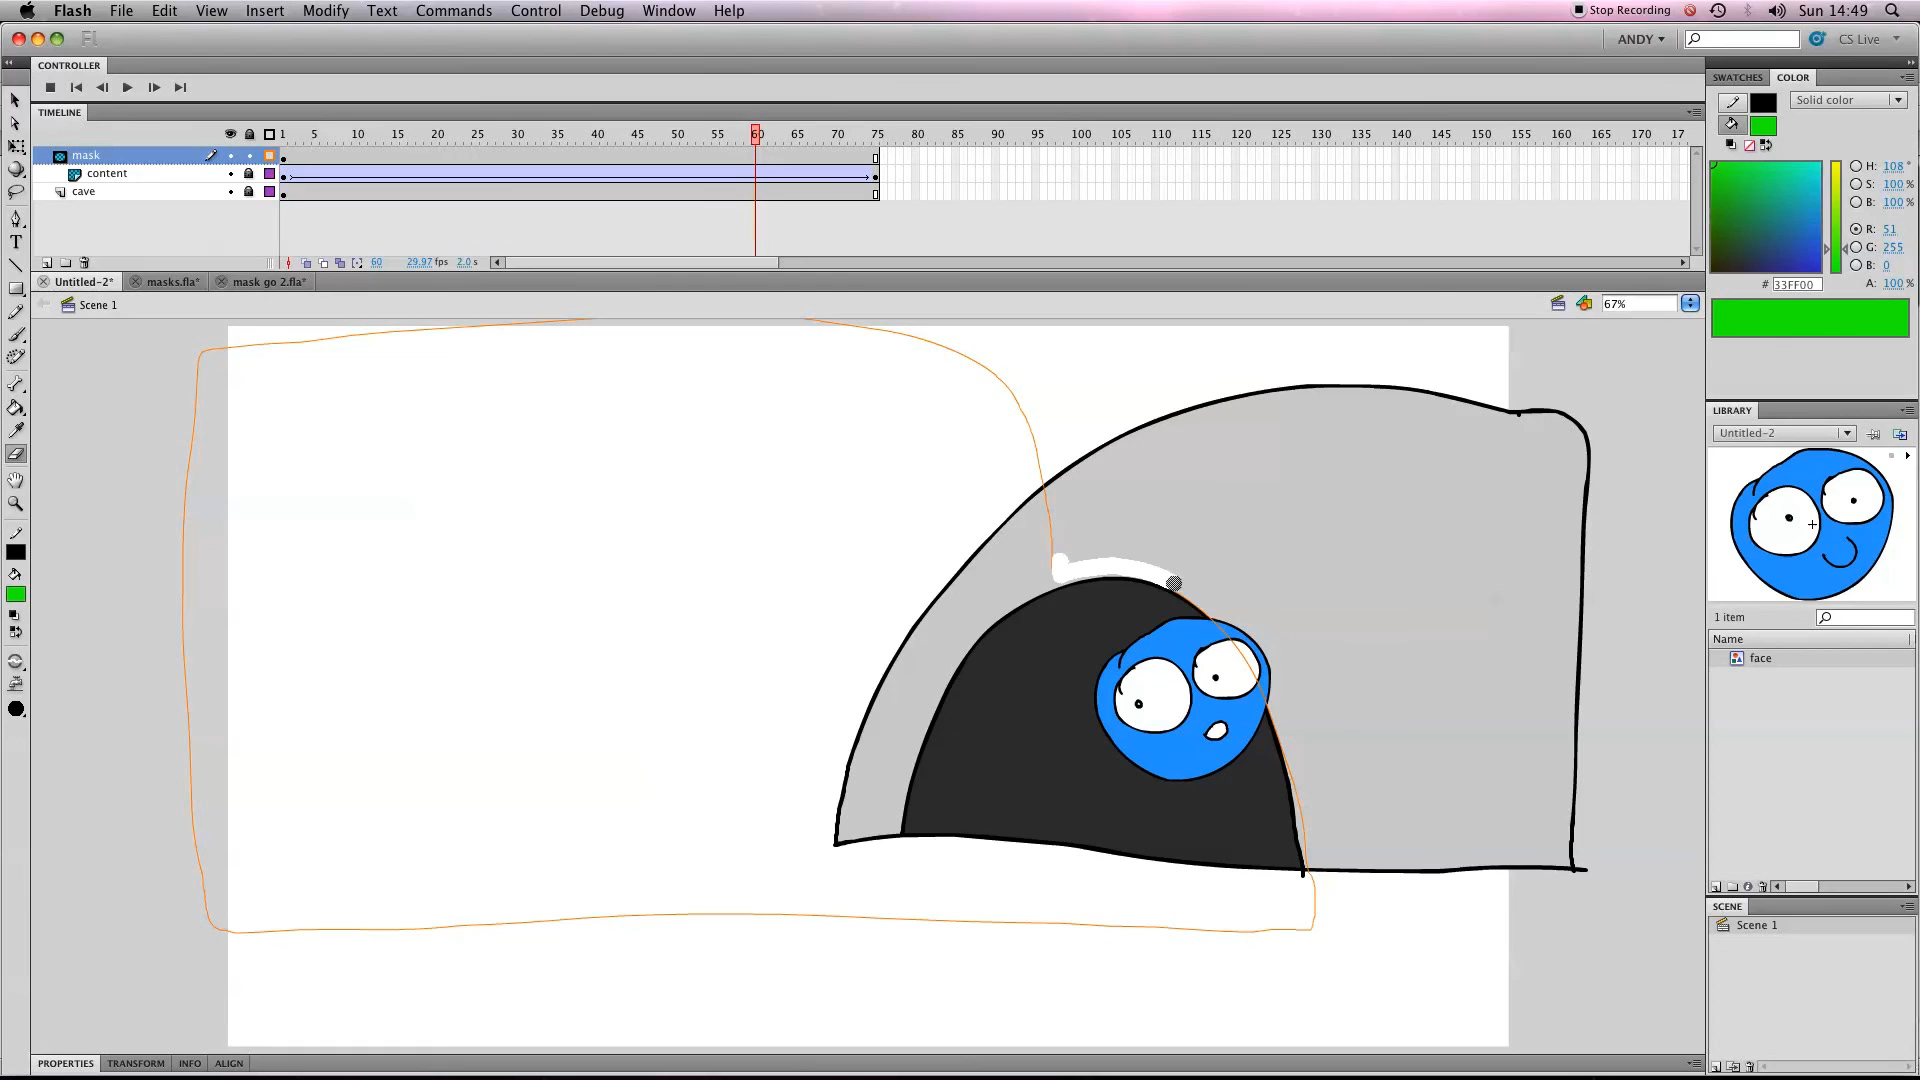 Flash File Edit View Insert Modify Text Commands Control Debug Window Help Stop Recording Sun 14:49
Fl ANDY CS Live
CONTROLLER
SWATCHES COLOR
Solid color
TIMELINE
1 5 10 15 20 25 30 35 40 45 50 55 60 65 70 75 80 85 90 95 100 105 110 115 120 125 130 135 140 145 150 155 160 165 170 17
mask
content
cave
H: 108 °
S: 100 %
B: 100 %
R: 51
G: 255
B: 0
# 33FF00 A: 100 %
60 29.97 fps 2.0 s
Untitled-2* masks.fla* mask go 2.fla*
Scene 1 67%
LIBRARY
Untitled-2
1 item
Name
face
SCENE
Scene 1
PROPERTIES TRANSFORM INFO ALIGN